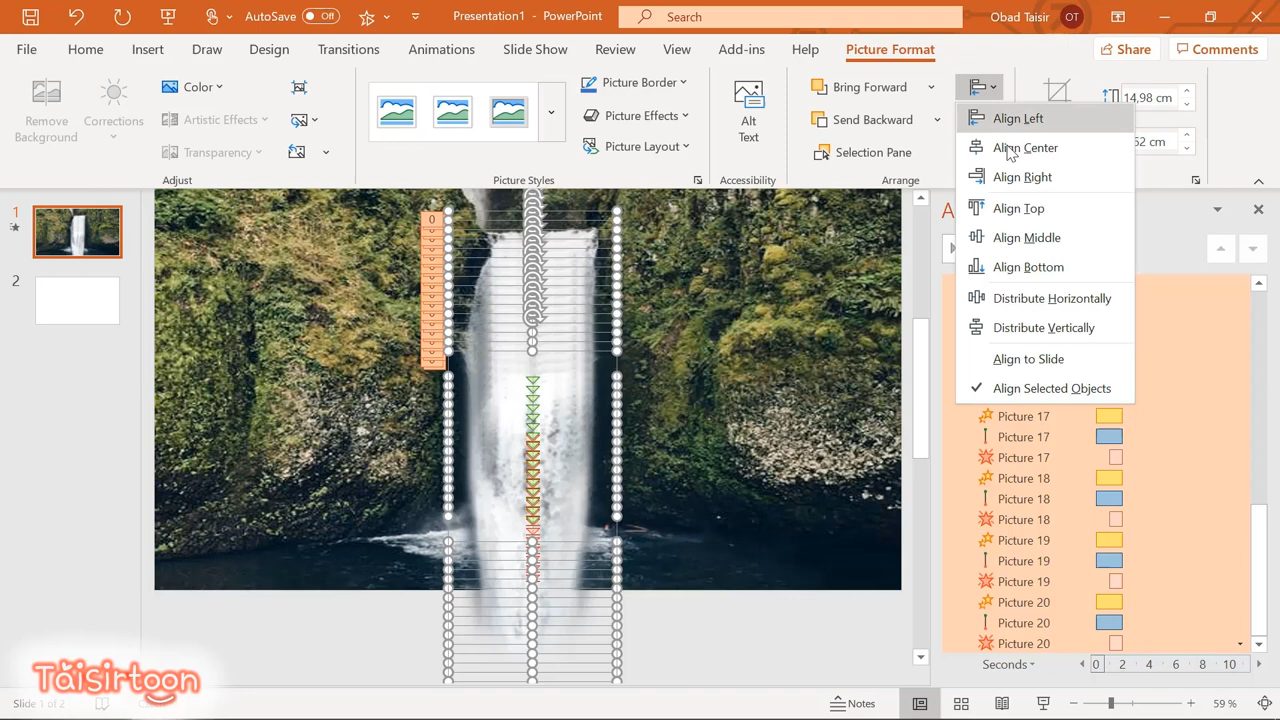 AutoSave Off
Presentation1 - PowerPoint
Search
Obad Taisir OT
File Home Insert Draw Design Transitions Animations Slide Show Review View Add-ins Help Picture Format
Share Comments
Remove Background
Corrections
Color
Artistic Effects
Transparency
Adjust
Picture Styles
Picture Border
Picture Effects
Picture Layout
Alt Text
Accessibility
Bring Forward
Send Backward
Selection Pane
Arrange
14,98 cm
62 cm
Align Left
Align Center
Align Right
Align Top
Align Middle
Align Bottom
Distribute Horizontally
Distribute Vertically
Align to Slide
Align Selected Objects
1
2
0
Picture 17
Picture 17
Picture 17
Picture 18
Picture 18
Picture 18
Picture 19
Picture 19
Picture 19
Picture 20
Picture 20
Picture 20
Seconds 0 2 4 6 8 10
Taisirtoon
Slide 1 of 2
Notes
59 %